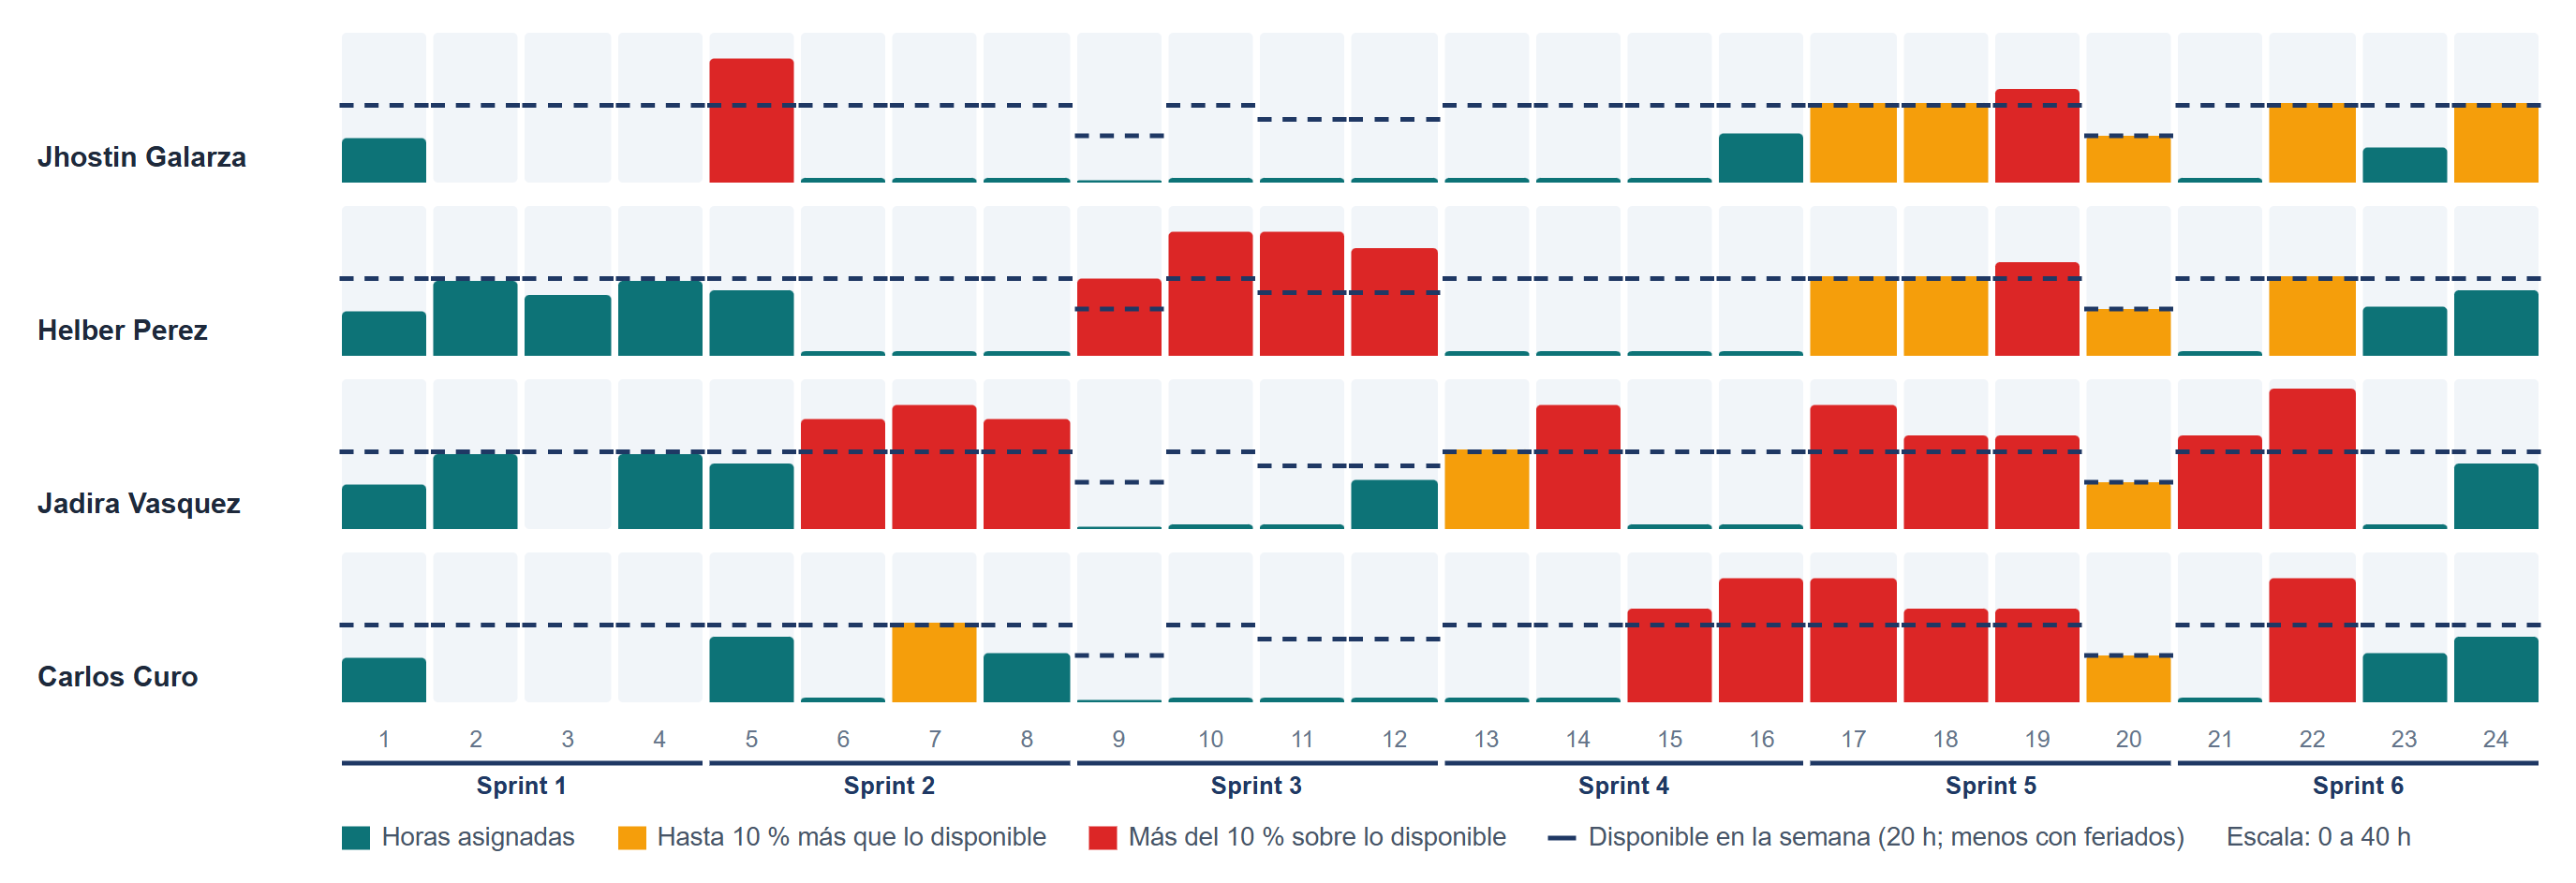 Jhostin Galarza
Helber Perez
Jadira Vasquez
Carlos Curo
1 2 3 4 5 6 7 8 9 10 11 12 13 14 15 16 17 18 19 20 21 22 23 24
Sprint 1 Sprint 2 Sprint 3 Sprint 4 Sprint 5 Sprint 6
Horas asignadas Hasta 10 % más que lo disponible Más del 10 % sobre lo disponible Disponible en la semana (20 h; menos con feriados) Escala: 0 a 40 h